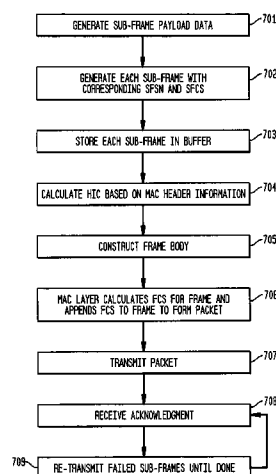 GENERATE SUB-FRAME PAYLOAD DATA
701
GENERATE EACH SUB-FRAME WITH
CORRESPONDING SFSN AND SFCS
702
STORE EACH SUB-FRAME IN BUFFER
703
CALCULATE HIC BASED ON MAC HEADER INFORMATION
704
CONSTRUCT FRAME BODY
705
MAC LAYER CALCULATES FCS FOR FRAME AND
APPENDS FCS TO FRAME TO FORM PACKET
706
TRANSMIT PACKET
707
RECEIVE ACKNOWLEDGMENT
708
709
RE-TRANSMIT FAILED SUB-FRAMES UNTIL DONE